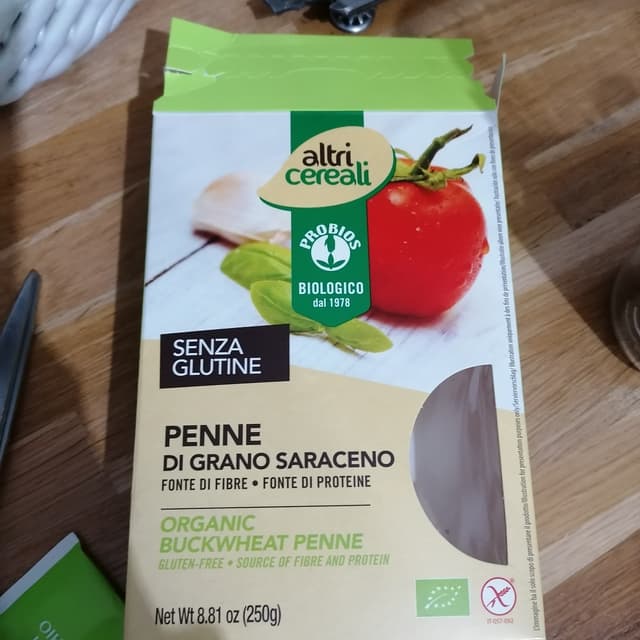 altri
cereali
PROBIOS
BIOLOGICO
dal 1978
SENZA
GLUTINE
PENNE
DI GRANO SARACENO
FONTE DI FIBRE • FONTE DI PROTEINE
ORGANIC
BUCKWHEAT PENNE
GLUTEN-FREE • SOURCE OF FIBRE AND PROTEIN
Net Wt 8.81 oz (250g)